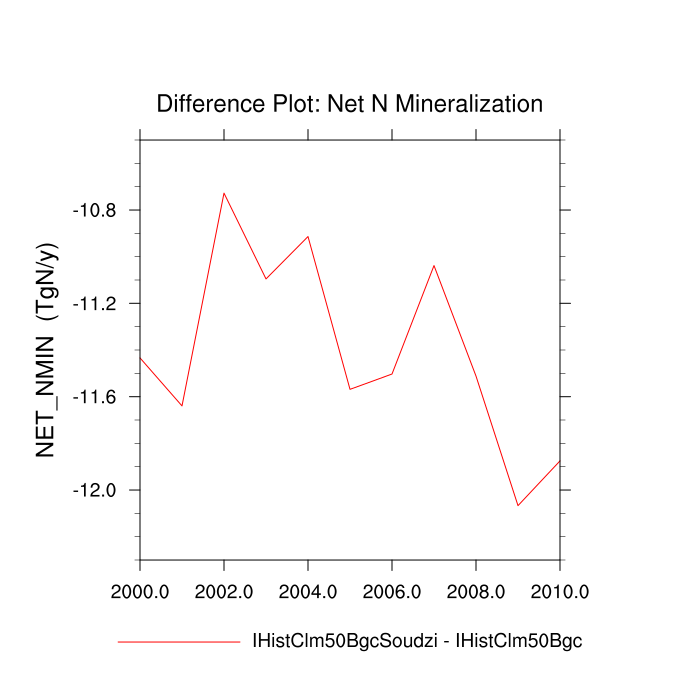 Difference Plot: Net N Mineralization
NET_NMIN (TgN/y)
-10.8
-11.2
-11.6
-12.0
2000.0 2002.0 2004.0 2006.0 2008.0 2010.0
IHistClm50BgcSoudzi - IHistClm50Bgc